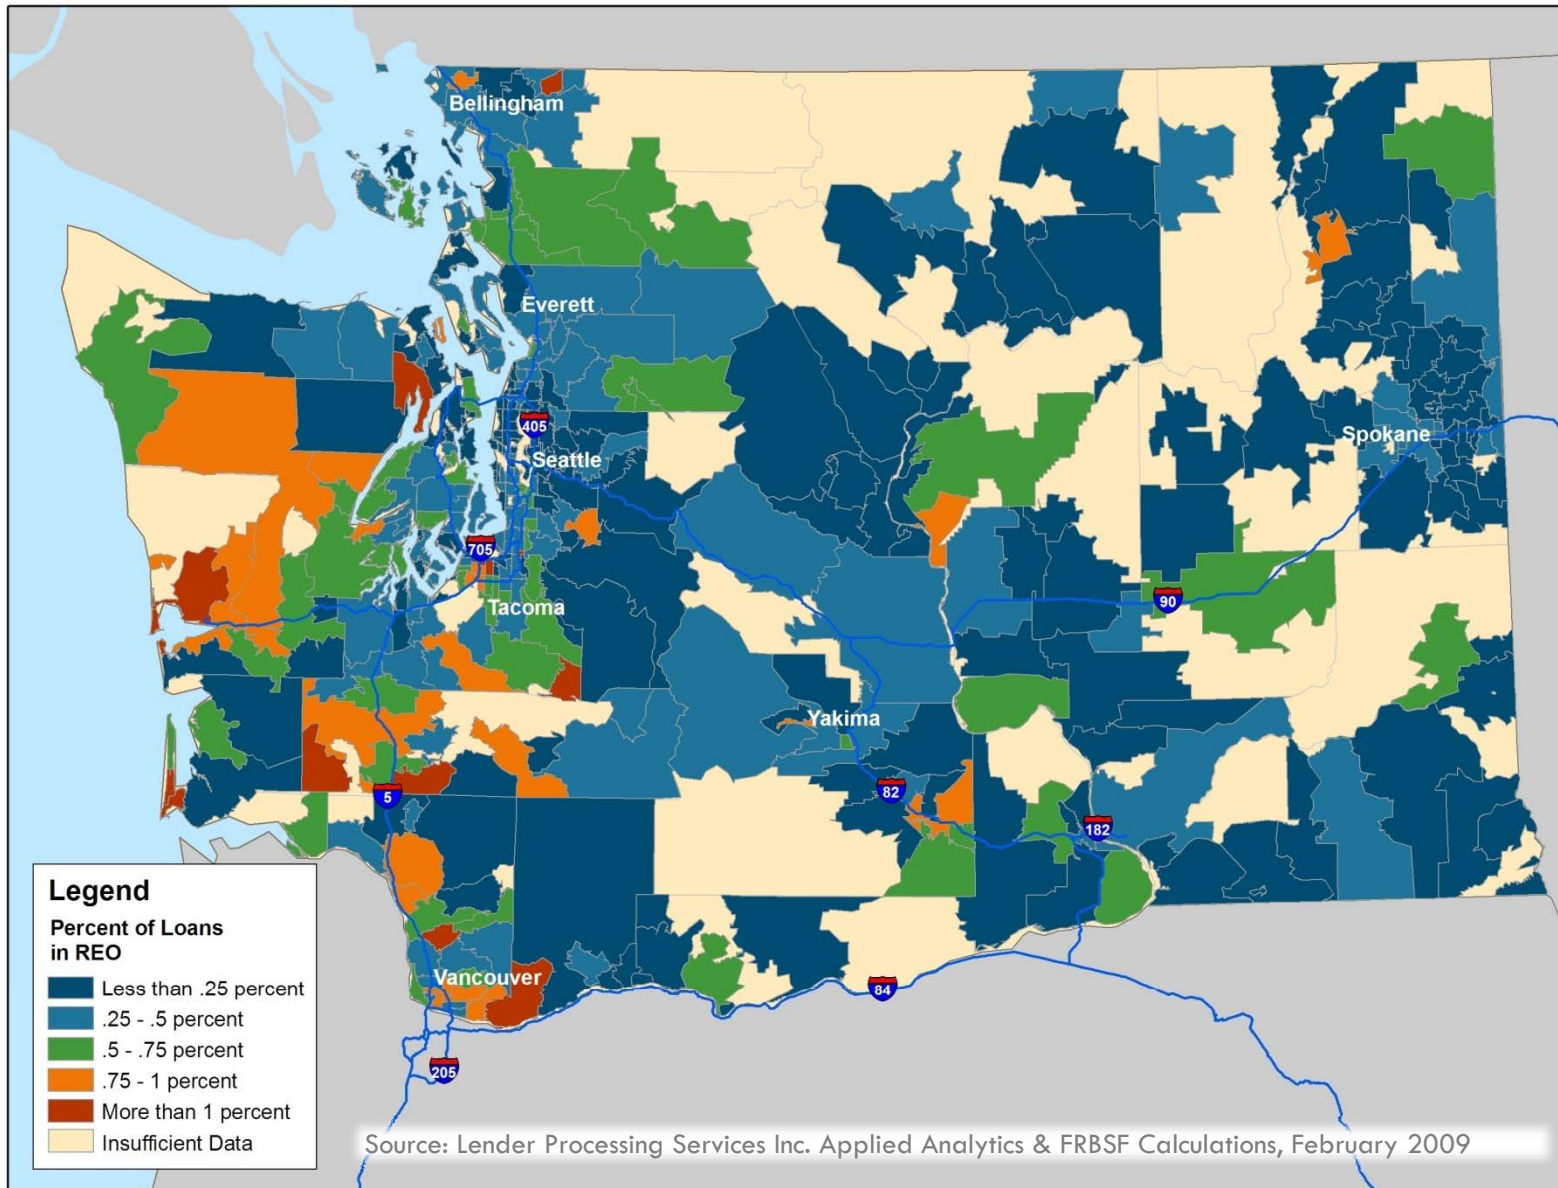 Bellingham
Everett
405
Seattle
Spokane
705
Tacoma
90
Yakima
5
82
182
Vancouver
84
205
Legend
Percent of Loans
in REO
Less than .25 percent
.25 - .5 percent
.5 - .75 percent
.75 - 1 percent
More than 1 percent
Insufficient Data
Source: Lender Processing Services Inc. Applied Analytics & FRBSF Calculations, February 2009